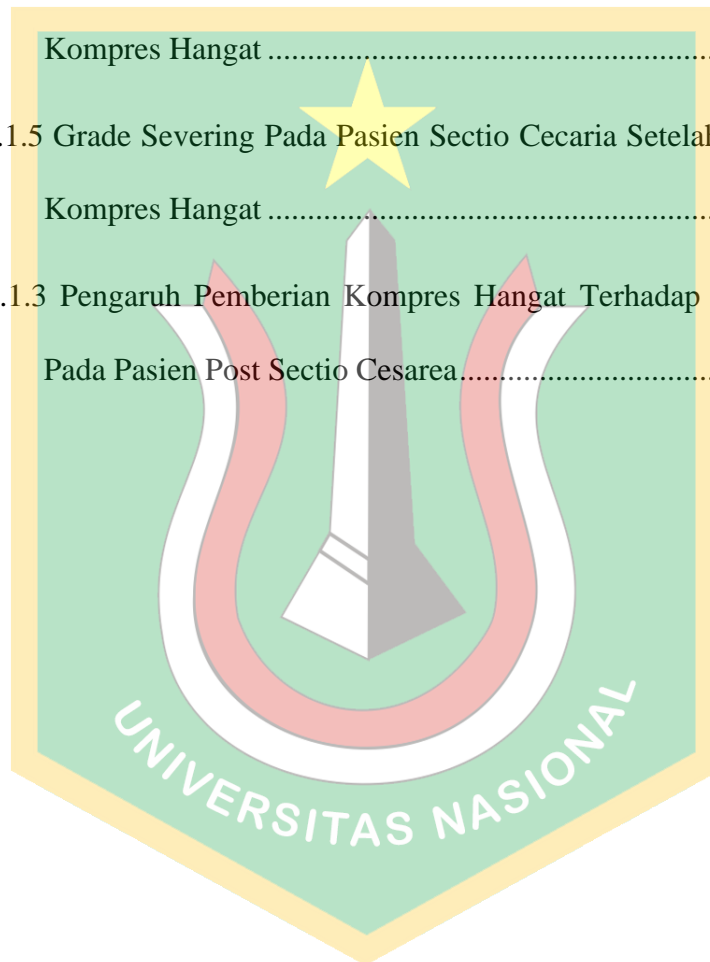 Kompres Hangat ........................................................
.1.5 Grade Severing Pada Pasien Sectio Cecaria Setelah
Kompres Hangat ........................................................
.1.3 Pengaruh Pemberian Kompres Hangat Terhadap
Pada Pasien Post Sectio Cesarea................................
UNIVERSITAS NASIONAL